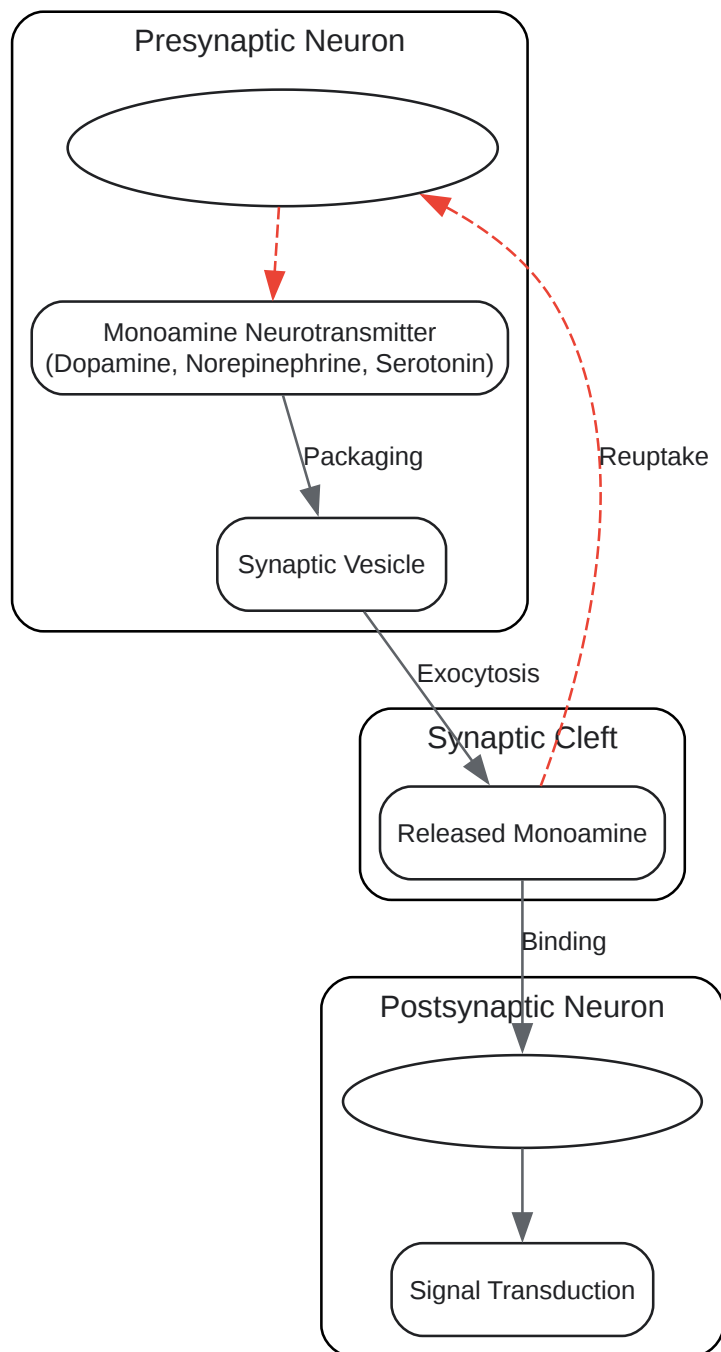 Presynaptic Neuron
Monoamine Neurotransmitter
(Dopamine, Norepinephrine, Serotonin)
Packaging
Reuptake
Synaptic Vesicle
Exocytosis
Synaptic Cleft
Released Monoamine
Binding
Postsynaptic Neuron
Signal Transduction